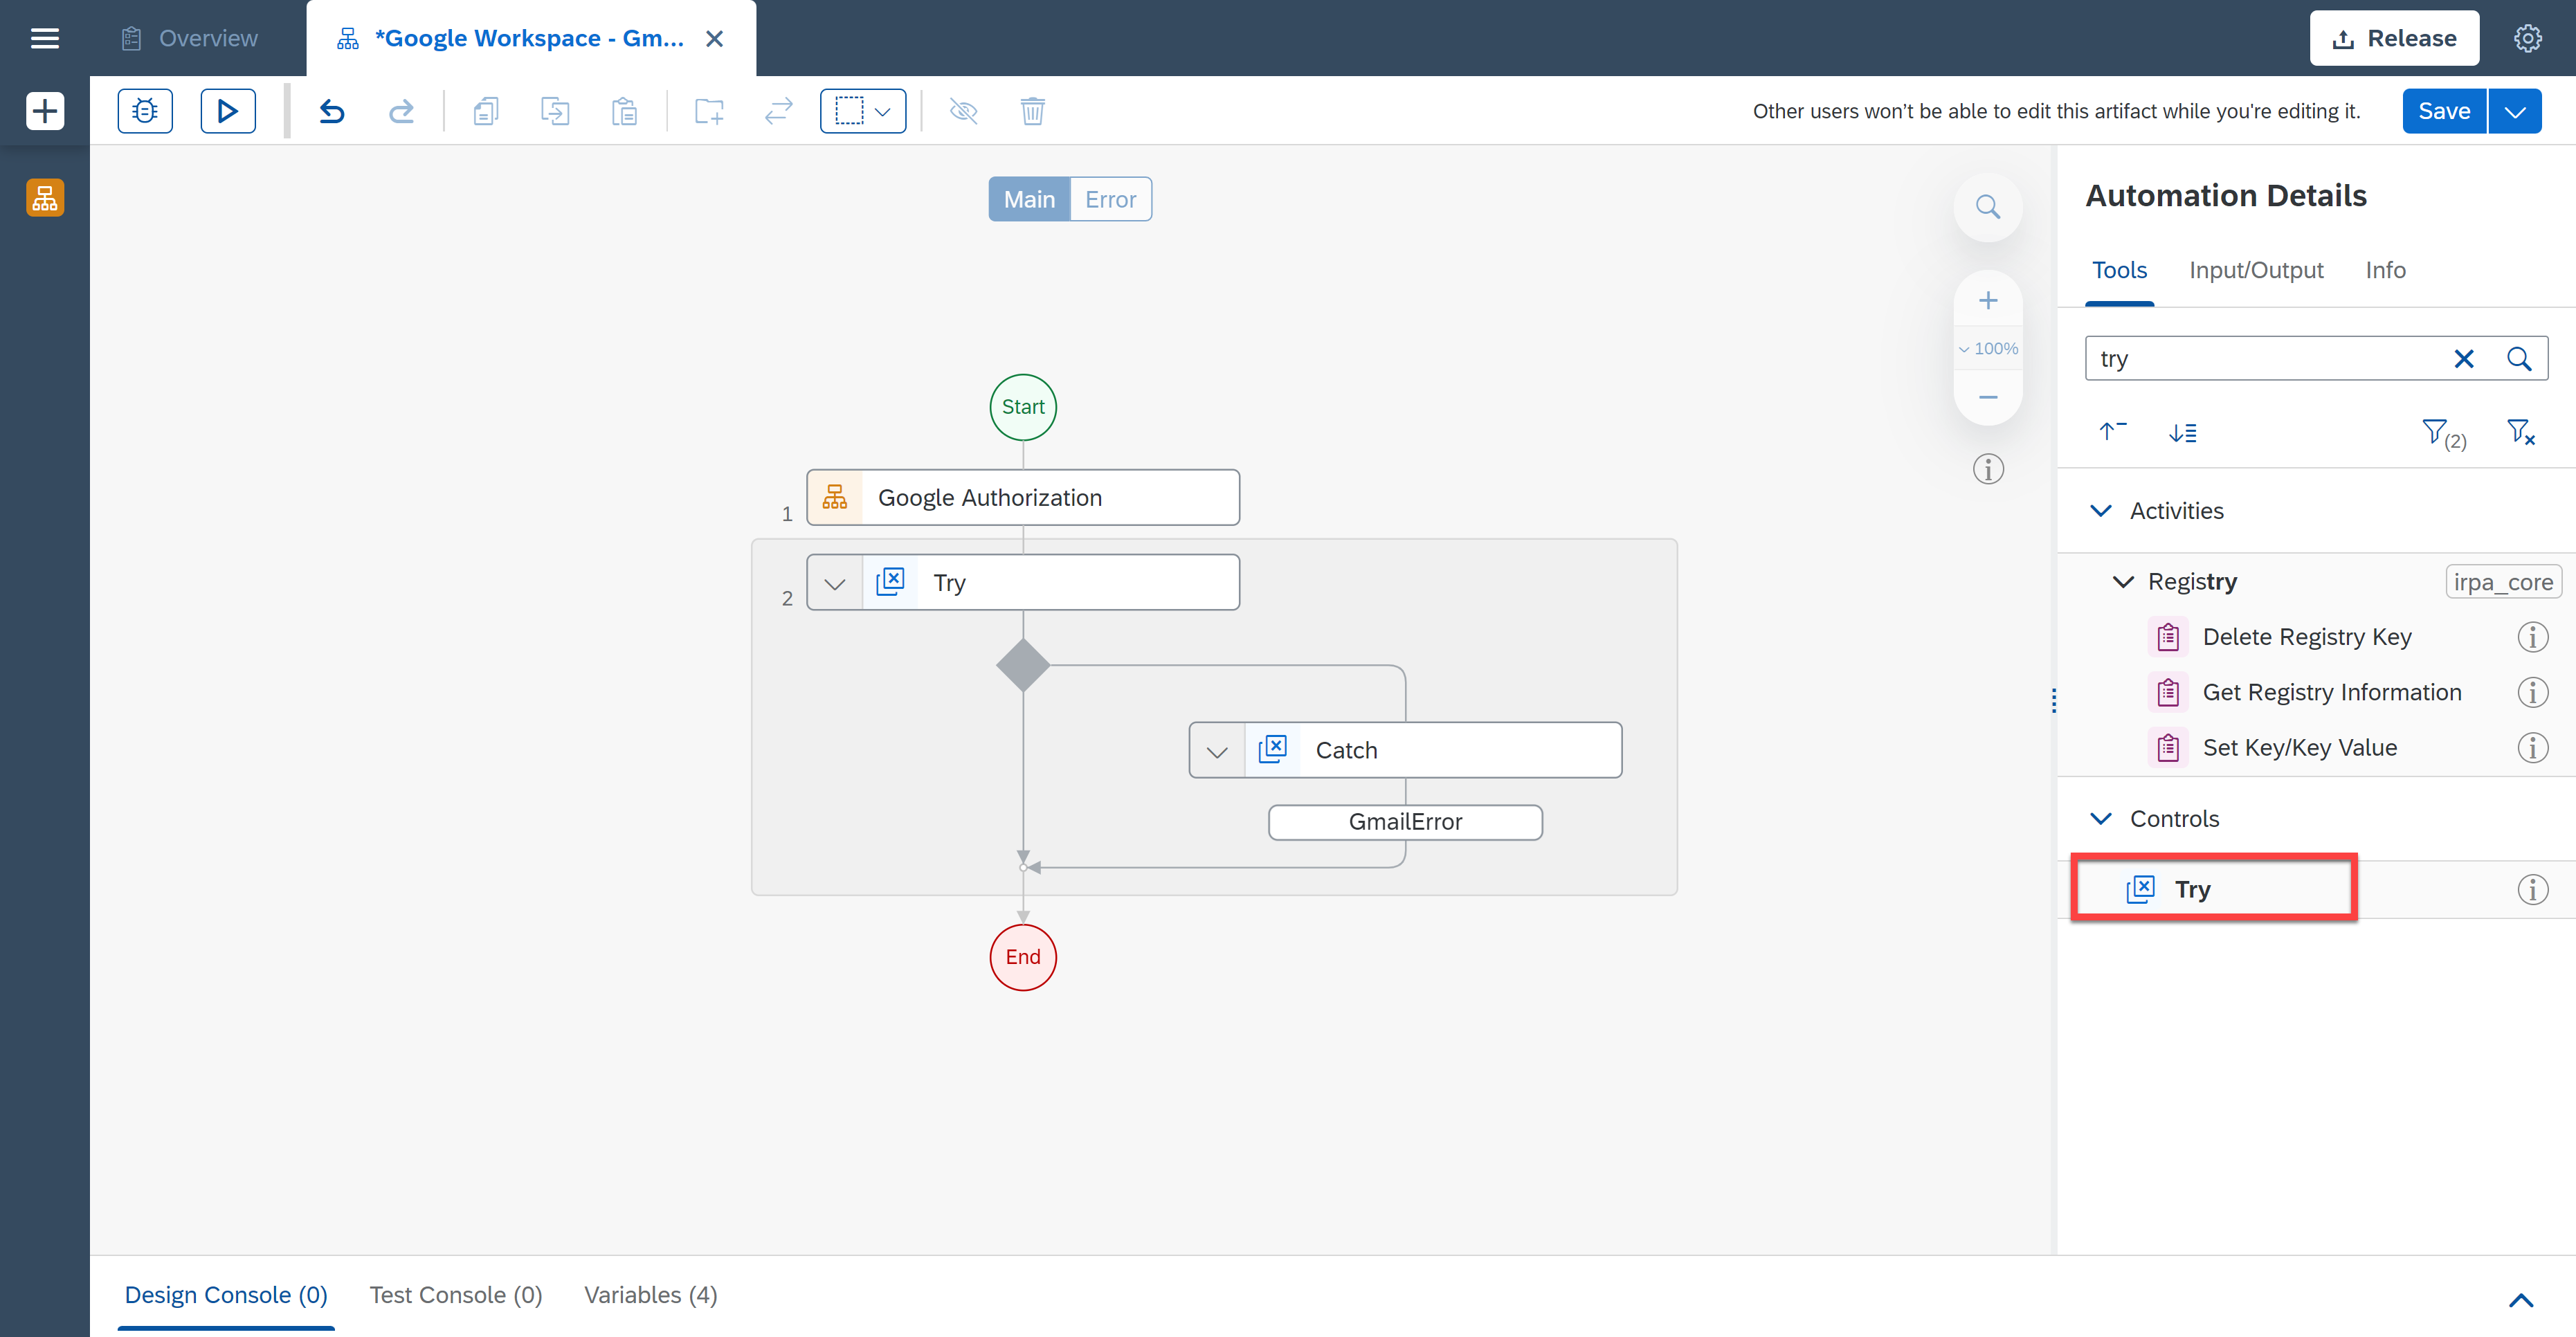 Overview
*Google Workspace - Gm...
Release
Other users won't be able to edit this artifact while you're editing it.
Save
Main
Error
100%
Start
1
Google Authorization
2
Try
Catch
GmailError
End
Automation Details
Tools
Input/Output
Info
try
(2)
Activities
Registry
irpa_core
Delete Registry Key
Get Registry Information
Set Key/Key Value
Controls
Try
Design Console (0)
Test Console (0)
Variables (4)